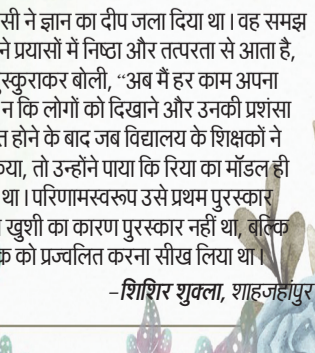 सी ने ज्ञान का दीप जला दिया था। वह समझ
ने प्रयासों में निष्ठा और तत्परता से आता है,
स्कुराकर बोली, “अब मैं हर काम अपना
न कि लोगों को दिखाने और उनकी प्रशंसा
त होने के बाद जब विद्यालय के शिक्षकों ने
कया, तो उन्होंने पाया कि रिया का मॉडल ही
था। परिणामस्वरूप उसे प्रथम पुरस्कार
खुशी का कारण पुरस्कार नहीं था, बल्कि
क को प्रज्वलित करना सीख लिया था।
–शिशिर शुक्ला, शाहजहांपुर